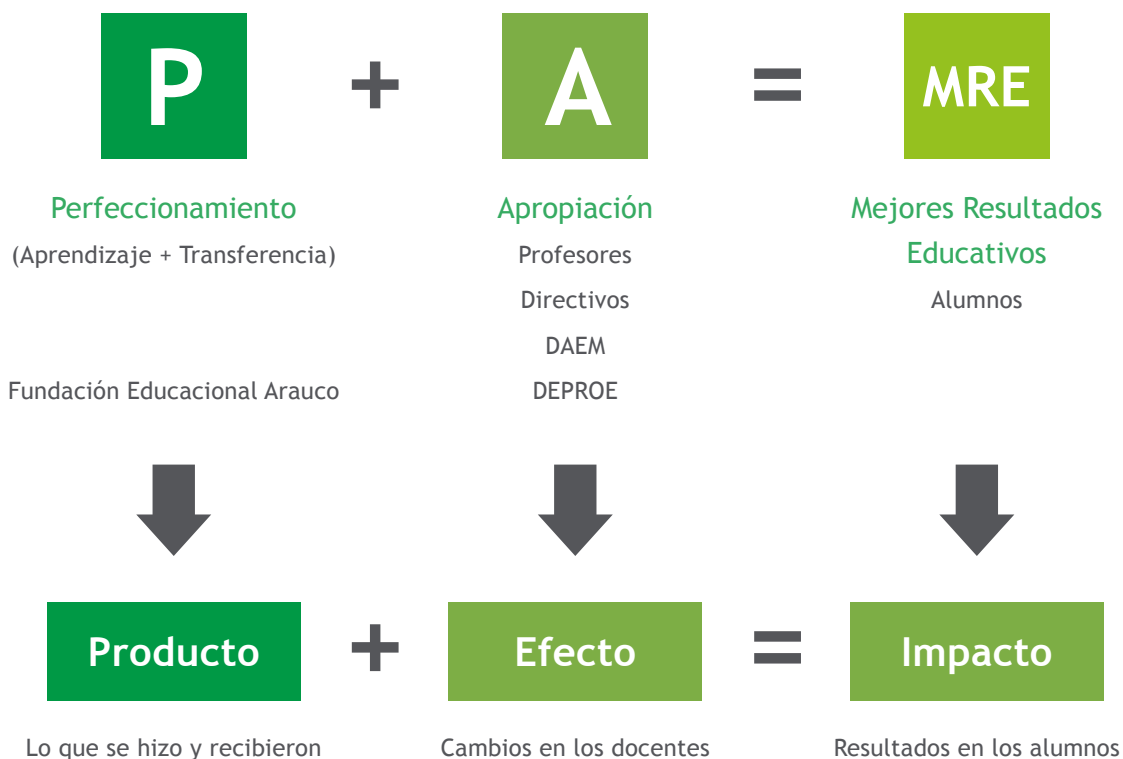 P + A = MRE
Perfeccionamiento
(Aprendizaje + Transferencia)
Fundación Educacional Arauco
Apropiación
Profesores
Directivos
DAEM
DEPROE
Mejores Resultados
Educativos
Alumnos
Producto + Efecto = Impacto
Lo que se hizo y recibieron
Cambios en los docentes
Resultados en los alumnos